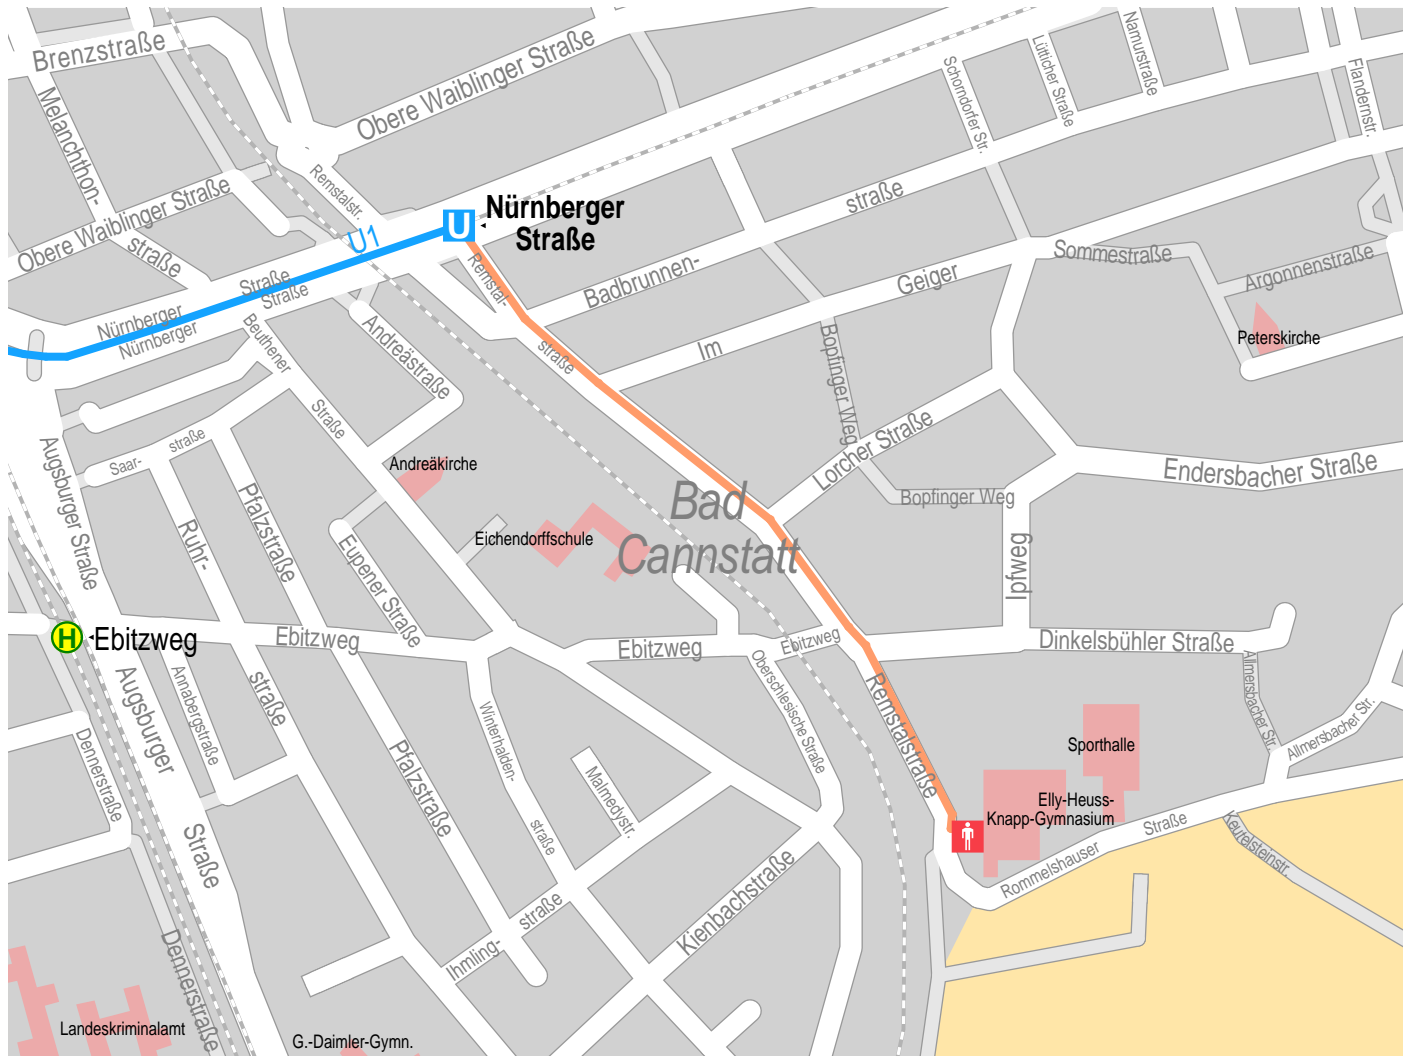 Brenzstraße
Obere Waiblinger Straße
Schorndorfer Str.
Lütticher Straße
Namurstraße
Flandernstr.
Melanchthon-
straße
Obere Waiblinger Straße
Remstalstr.
U1
U
Nürnberger
Straße
straße
Badbrunnen-
Sommestraße
Argonnenstraße
Geiger
Im
Peterskirche
Nürnberger
Straße
Nürnberger
Straße
Remstal-
straße
Beuthener
Straße
Andreästraße
Bopfinger Weg
Lorcher Straße
Endersbacher Straße
Bopfinger Weg
Saar-
straße
Andreäkirche
Augsburger Straße
Pfalzstraße
Ruhr-
straße
Eupener Straße
Eichendorffschule
Bad
Cannstatt
Ipfweg
H
Ebitzweg
Ebitzweg
Ebitzweg
Ebitzweg
Dinkelsbühler Straße
Augsburger
Straße
Annabergstraße
Dennerstraße
Pfalzstraße
Winterhalden-
straße
Malmedystr.
Oberschlesische Straße
Remstalstraße
Allmersbacher Str.
Allmersbacher Str.
Sporthalle
Elly-Heuss-
Knapp-Gymnasium
Rommelshauser
Straße
Keutelsteinstr.
Kienbachstraße
Ihmling-
straße
Dennerstraße
Landeskriminalamt
G.-Daimler-Gymn.